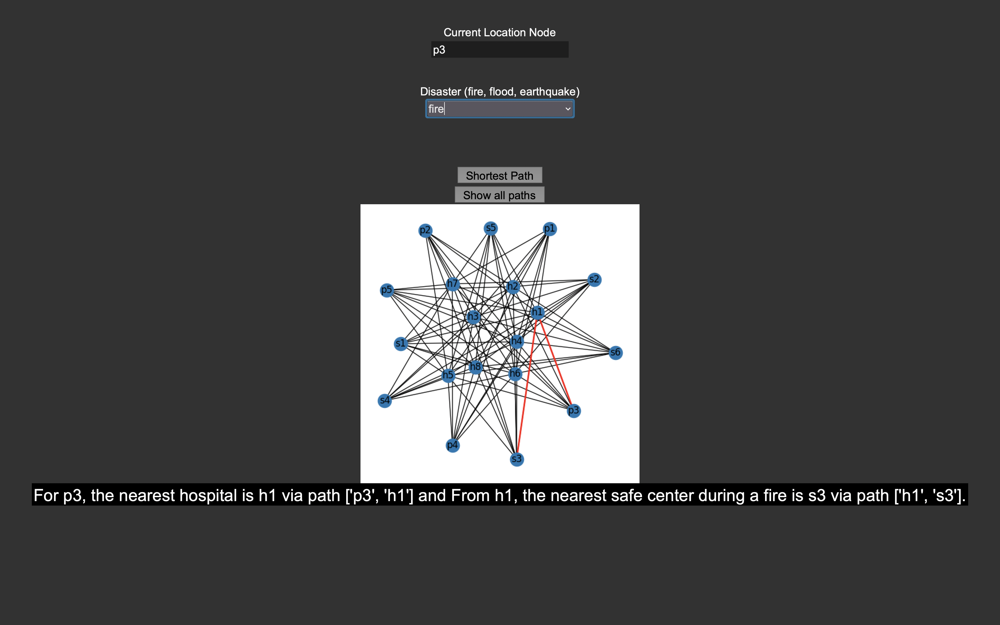 Current Location Node
p3
Disaster (fire, flood, earthquake)
fire
Shortest Path
Show all paths
p2 s5 p1
s2
h7 h2
p5
h1
h3
h4
s1
s6
h8
h6
h5
s4
p3
p4
s3
For p3, the nearest hospital is h1 via path ['p3', 'h1'] and From h1, the nearest safe center during a fire is s3 via path ['h1', 's3'].